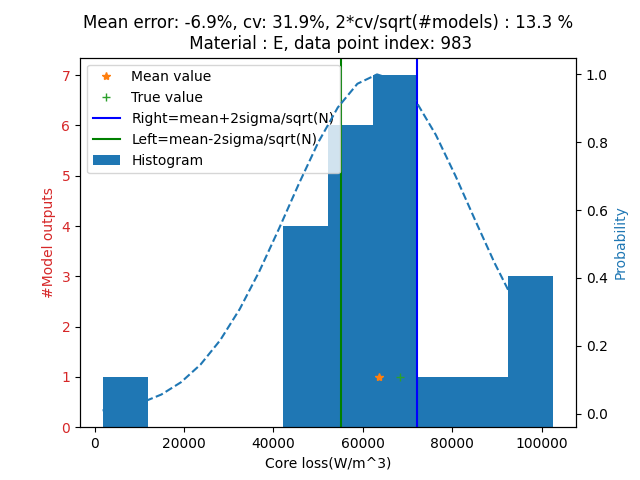 Mean error: -6.9%, cv: 31.9%, 2*cv/sqrt(#models) : 13.3 %
Material : E, data point index: 983
Mean value
True value
Right=mean+2sigma/sqrt(N)
Left=mean-2sigma/sqrt(N)
Histogram
7
6
5
4
3
2
1
0
#Model outputs
1.0
0.8
0.6
0.4
0.2
0.0
Probability
0
20000
40000
60000
80000
100000
Core loss(W/m^3)